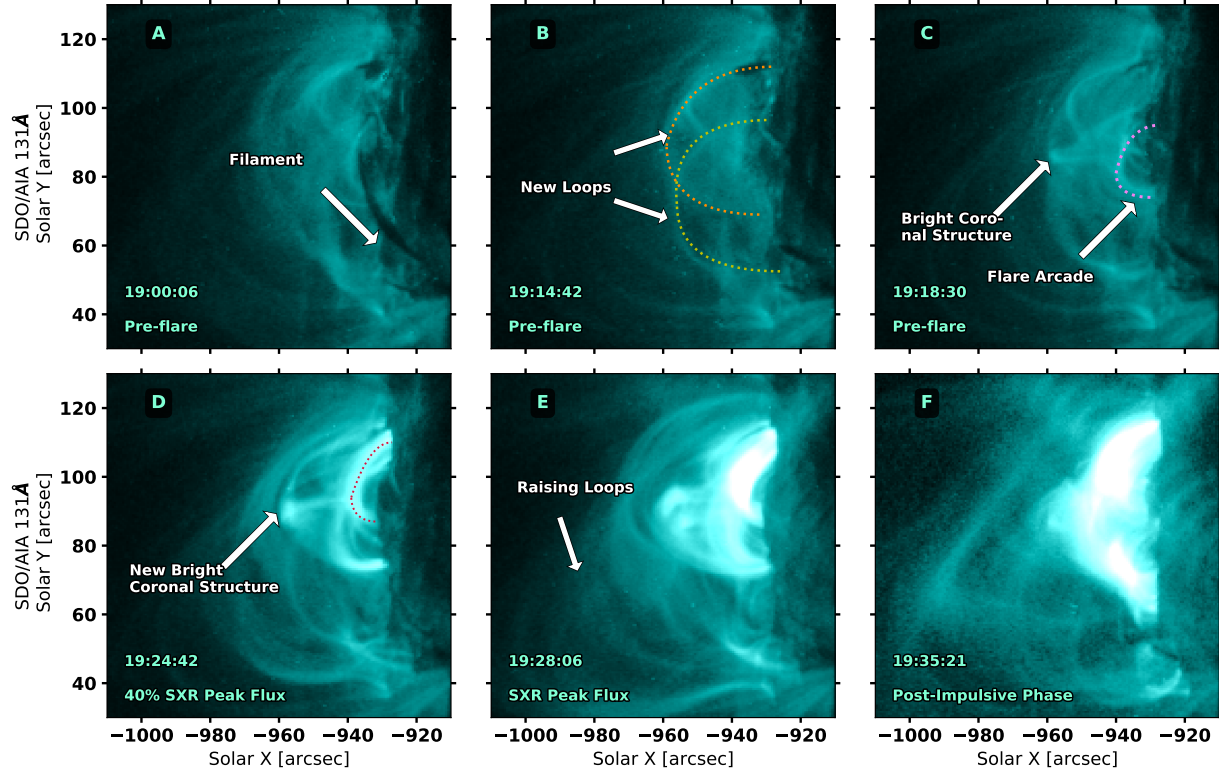 A
B
C
120
100
80
60
40
SDO/AIA 131Å
Solar Y [arcsec]
Filament
New Loops
Bright Coro-
nal Structure
Flare Arcade
19:00:06
Pre-flare
19:14:42
19:18:30
Pre-flare
D
E
F
120
100
80
60
40
SDO/AIA 131Å
Solar Y [arcsec]
New Bright
Coronal Structure
Raising Loops
19:24:42
40% SXR Peak Flux
19:28:06
SXR Peak Flux
19:35:21
Post-Impulsive Phase
−1000 −980 −960 −940 −920
Solar X [arcsec]
−1000 −980 −960 −940 −920
Solar X [arcsec]
−1000 −980 −960 −940 −920
Solar X [arcsec]